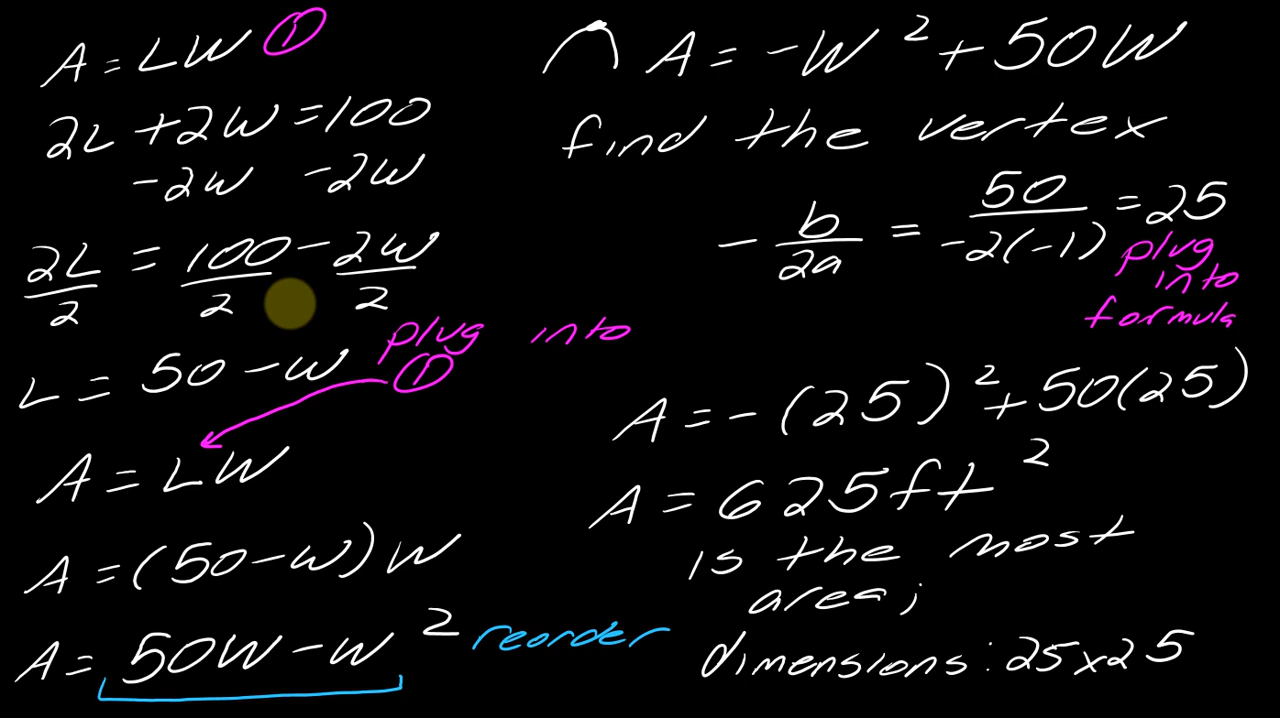 A = LW ①
2L + 2W = 100
-2W -2W
2L/2 = 100/2 - 2W/2
L = 50 - W
plug into
①
A = LW
A = (50 - W) W
A = 50W - W² reorder
A = -W² + 50W
find the vertex
- b/2a = 50/-2(-1) = 25
plug
into
formula
A = -(25)² + 50(25)
A = 625ft²
is the most
area;
dimensions: 25x25